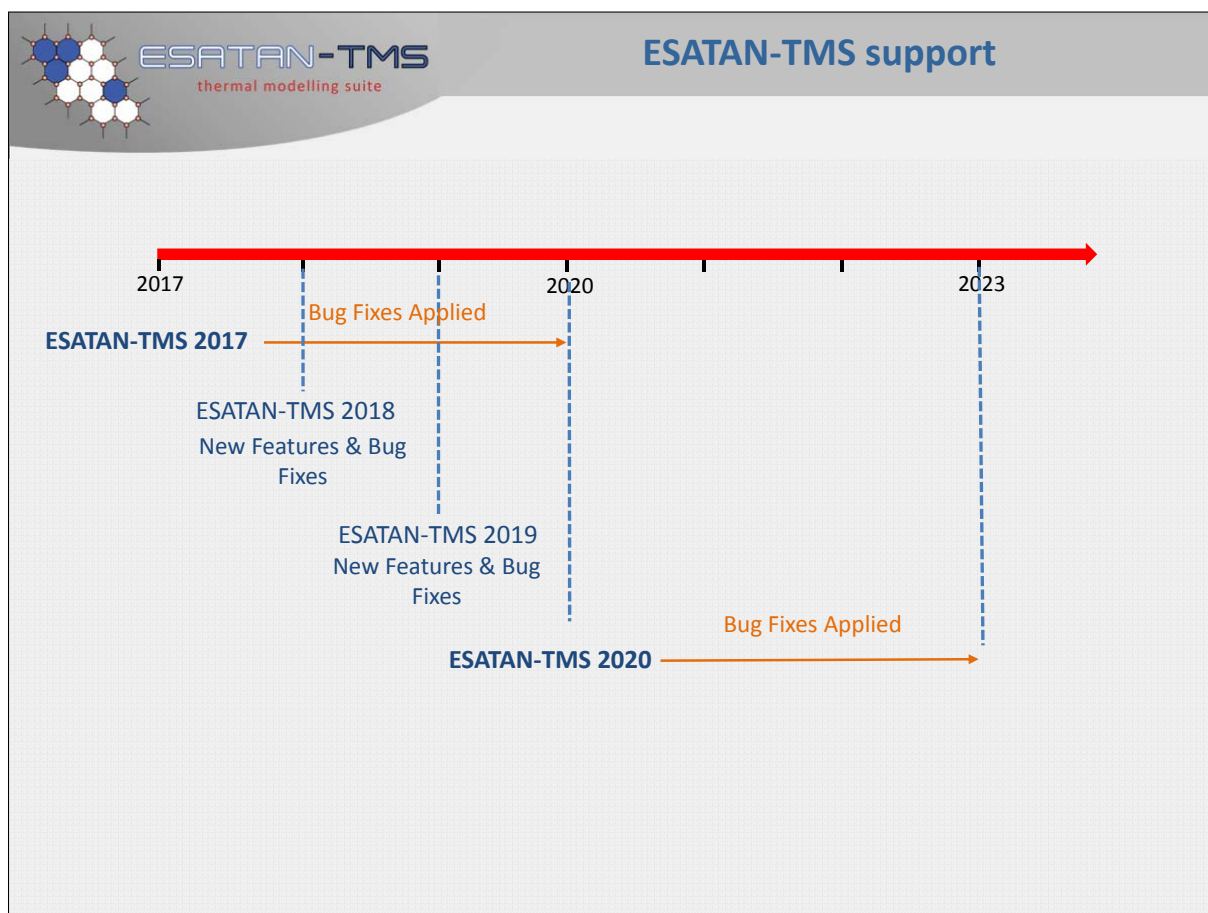 ESATAN-TMS
thermal modelling suite
ESATAN-TMS support
2017
2020
2023
Bug Fixes Applied
ESATAN-TMS 2017
ESATAN-TMS 2018
New Features & Bug
Fixes
ESATAN-TMS 2019
New Features & Bug
Fixes
Bug Fixes Applied
ESATAN-TMS 2020